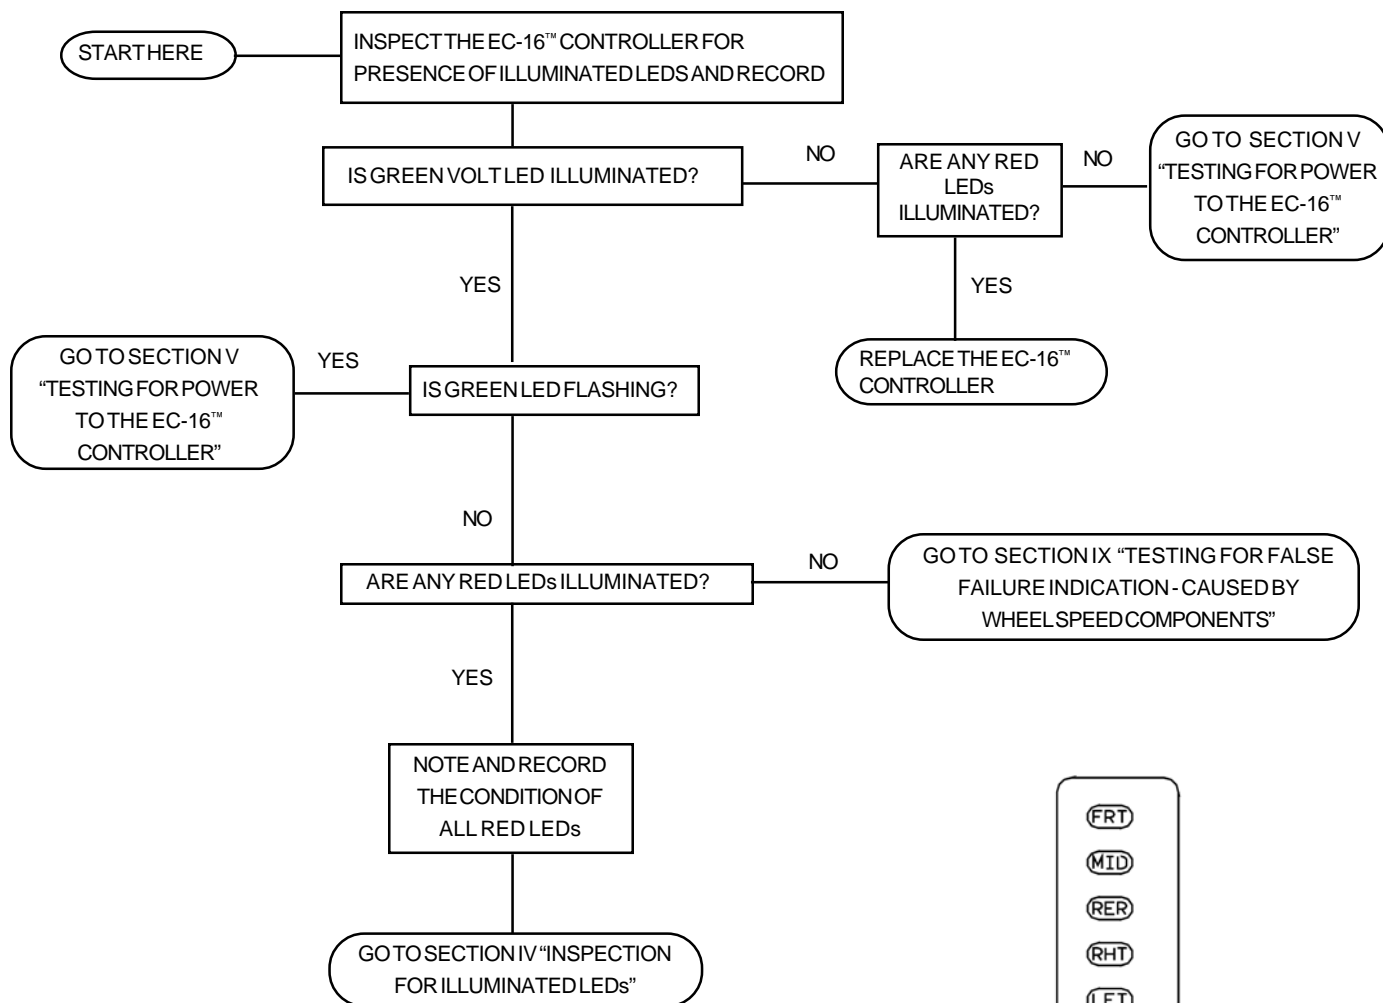 START HERE
INSPECT THE EC-16™ CONTROLLER FOR
PRESENCE OF ILLUMINATED LEDS AND RECORD
IS GREEN VOLT LED ILLUMINATED?
NO
ARE ANY RED
LEDs
ILLUMINATED?
NO
GO TO SECTION V
“TESTING FOR POWER
TO THE EC-16™
CONTROLLER”
YES
YES
REPLACE THE EC-16™
CONTROLLER
GO TO SECTION V
“TESTING FOR POWER
TO THE EC-16™
CONTROLLER”
YES
IS GREEN LED FLASHING?
NO
ARE ANY RED LEDs ILLUMINATED?
NO
GO TO SECTION IX “TESTING FOR FALSE
FAILURE INDICATION - CAUSED BY
WHEEL SPEED COMPONENTS”
YES
NOTE AND RECORD
THE CONDITION OF
ALL RED LEDs
GO TO SECTION IV “INSPECTION
FOR ILLUMINATED LEDs”
FRT
MID
RER
RHT
LFT